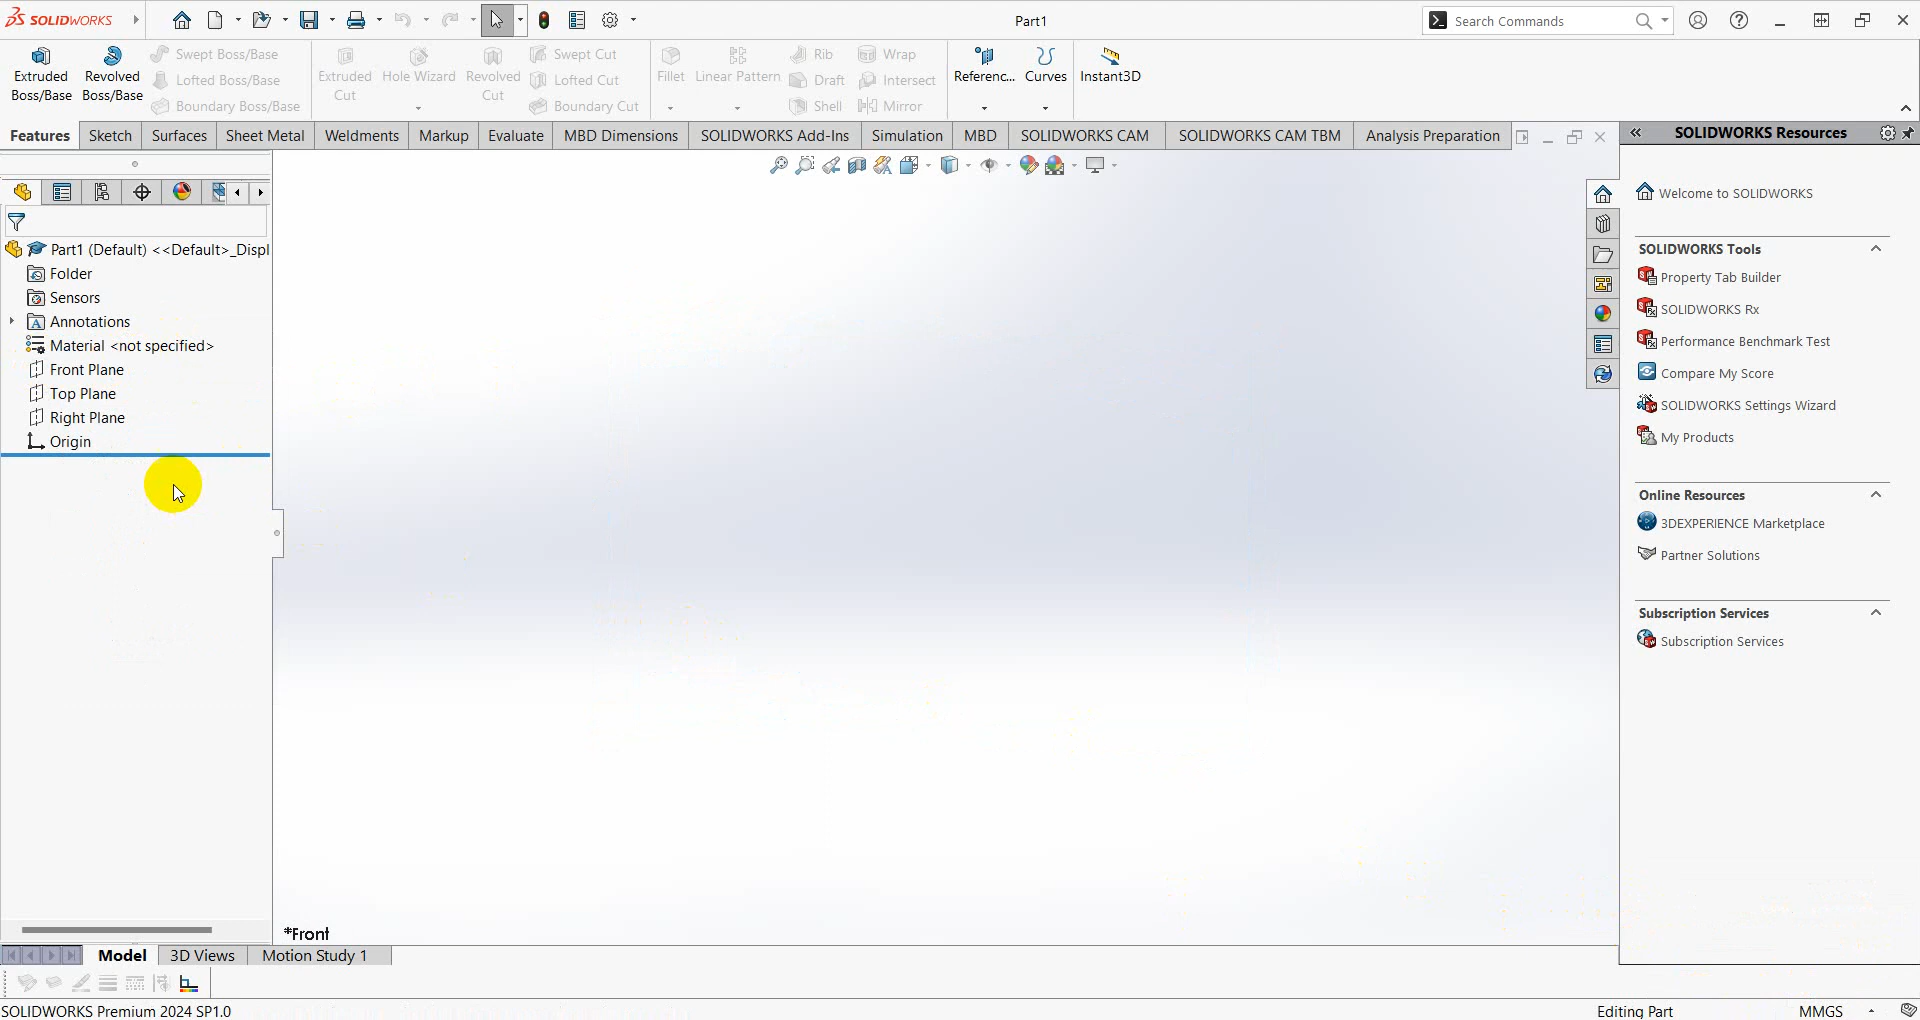 SOLIDWORKS
Part1
Search Commands
Extruded Boss/Base
Revolved Boss/Base
Swept Boss/Base
Lofted Boss/Base
Boundary Boss/Base
Extruded Cut
Hole Wizard
Revolved Cut
Swept Cut
Lofted Cut
Boundary Cut
Fillet
Linear Pattern
Rib
Draft
Shell
Wrap
Intersect
Mirror
Referenc...
Curves
Instant3D
Features
Sketch
Surfaces
Sheet Metal
Weldments
Markup
Evaluate
MBD Dimensions
SOLIDWORKS Add-Ins
Simulation
MBD
SOLIDWORKS CAM
SOLIDWORKS CAM TBM
Analysis Preparation
Part1 (Default) <<Default>_Displ
Folder
Sensors
Annotations
Material <not specified>
Front Plane
Top Plane
Right Plane
Origin
*Front
SOLIDWORKS Resources
Welcome to SOLIDWORKS
SOLIDWORKS Tools
Property Tab Builder
SOLIDWORKS Rx
Performance Benchmark Test
Compare My Score
SOLIDWORKS Settings Wizard
My Products
Online Resources
3DEXPERIENCE Marketplace
Partner Solutions
Subscription Services
Subscription Services
Model
3D Views
Motion Study 1
SOLIDWORKS Premium 2024 SP1.0
Editing Part
MMGS